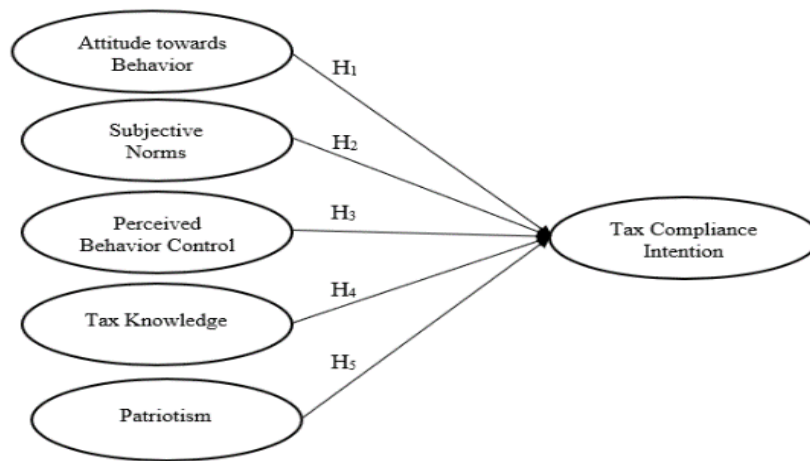 Attitude towards
Behavior
H₁
Subjective
Norms
H₂
Perceived
Behavior Control
H₃
Tax Compliance
Intention
Tax Knowledge
H₄
Patriotism
H₅